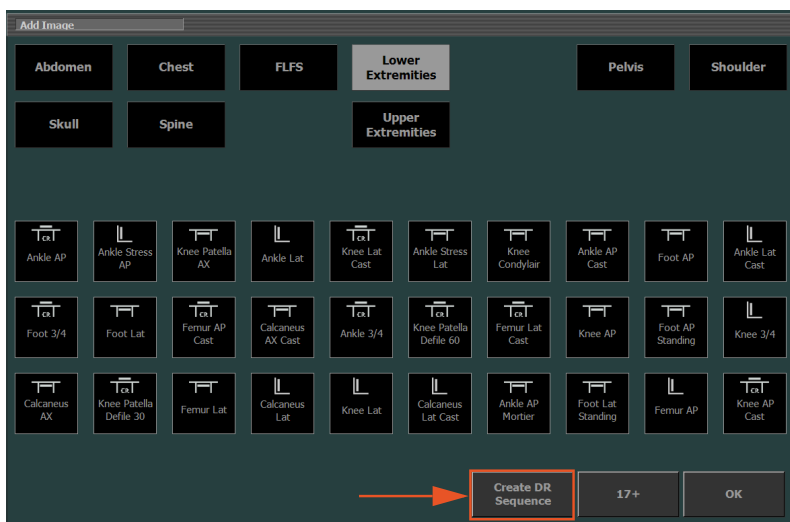 Add Image
Abdomen
Chest
FLFS
Lower
Extremities
Pelvis
Shoulder
Skull
Spine
Upper
Extremities
CR
Ankle AP
Ankle Stress
AP
Knee Patella
AX
Ankle Lat
CR
Knee Lat
Cast
Ankle Stress
Lat
Knee
Condylair
Ankle AP
Cast
Foot AP
Ankle Lat
Cast
CR
Foot 3/4
Foot Lat
CR
Femur AP
Cast
Calcaneus
AX Cast
CR
Ankle 3/4
CR
Knee Patella
Defile 60
CR
Femur Lat
Cast
Knee AP
Foot AP
Standing
Knee 3/4
Calcaneus
AX
CR
Knee Patella
Defile 30
Femur Lat
Calcaneus
Lat
Knee Lat
Calcaneus
Lat Cast
Ankle AP
Mortier
Foot Lat
Standing
Femur AP
CR
Knee AP
Cast
Create DR
Sequence
17+
OK